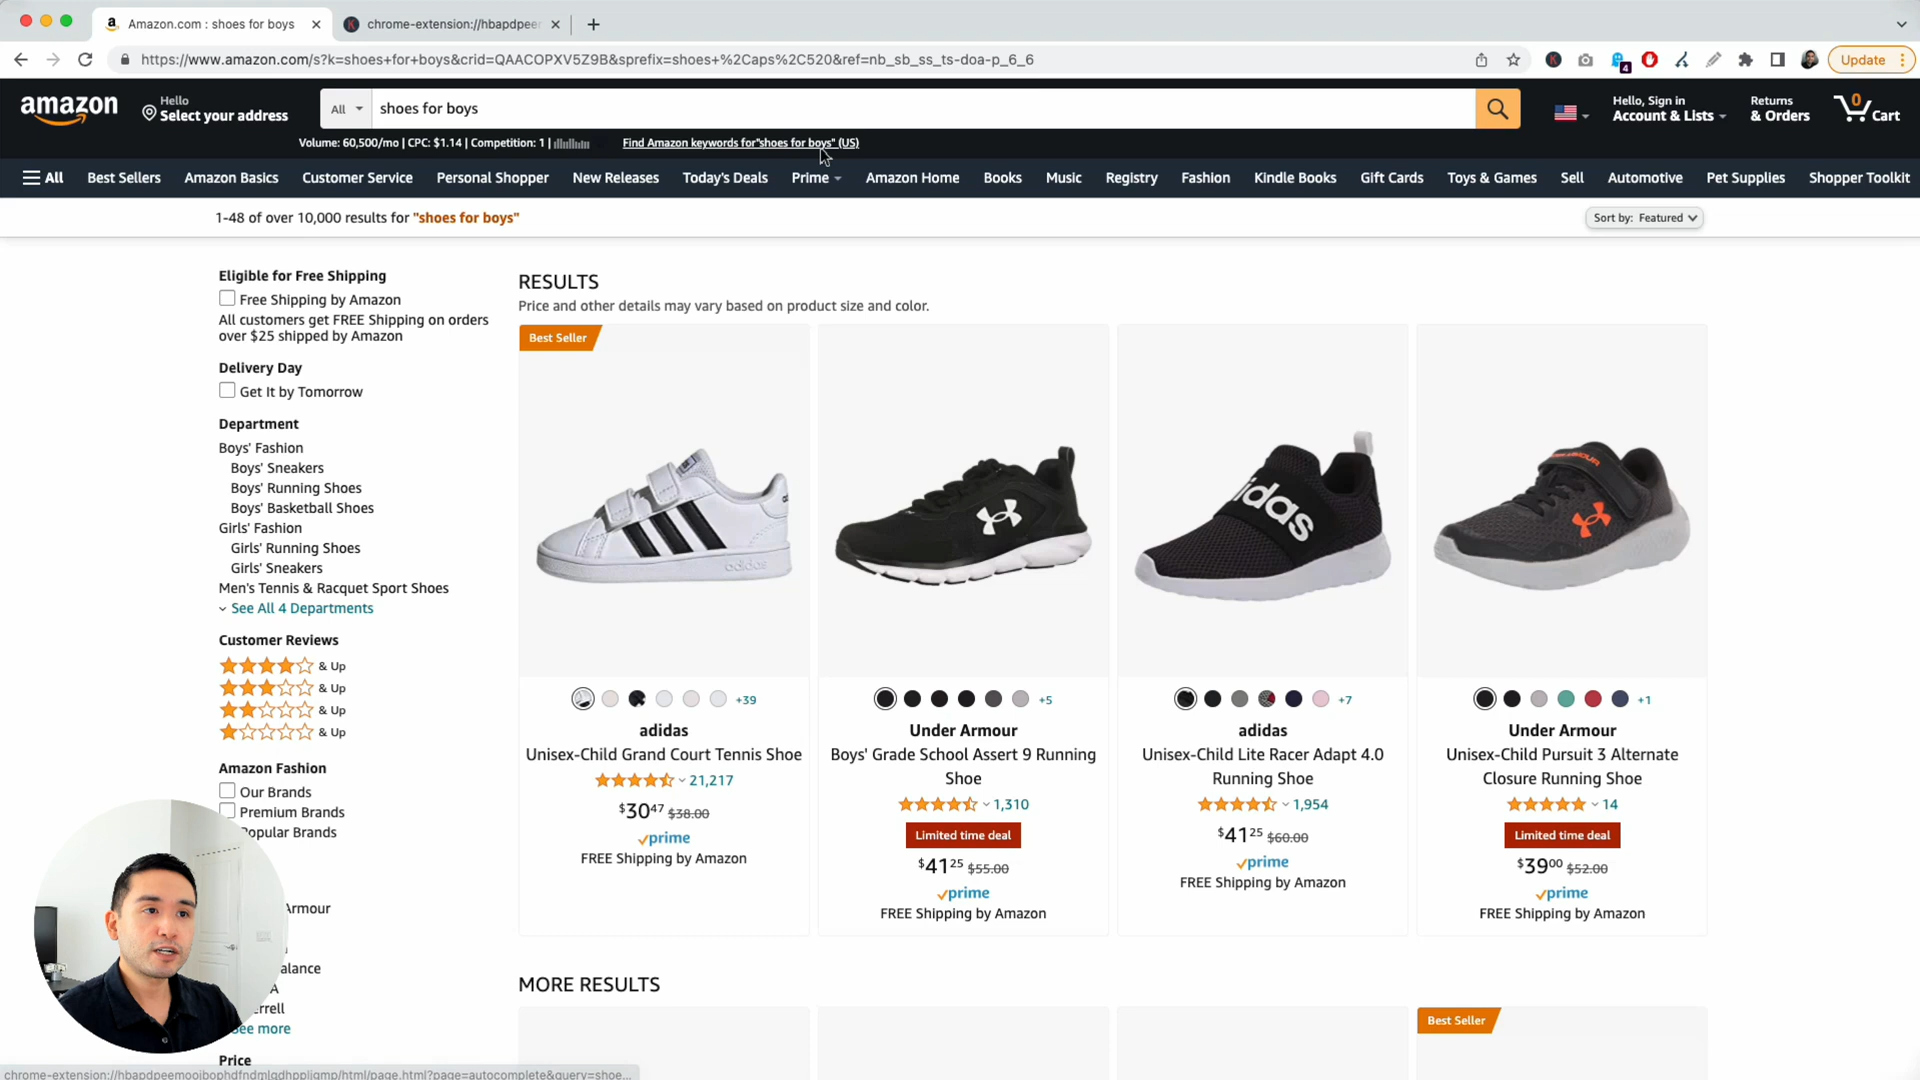 Amazon.com : shoes for boys
chrome-extension://hbapdpee
https://www.amazon.com/s?k=shoes+for+boys&crid=QAACOPXV5Z9B&sprefix=shoes+%2Caps%2C520&ref=nb_sb_ss_ts-doa-p_6_6
4
Update
amazon
Hello
Select your address
All
shoes for boys
Hello, Sign in
Account & Lists
Returns
& Orders
0
Cart
Volume: 60,500/mo | CPC: $1.14 | Competition: 1 |
Find Amazon keywords for"shoes for boys" (US)
All
Best Sellers
Amazon Basics
Customer Service
Personal Shopper
New Releases
Today's Deals
Prime
Amazon Home
Books
Music
Registry
Fashion
Kindle Books
Gift Cards
Toys & Games
Sell
Automotive
Pet Supplies
Shopper Toolkit
1-48 of over 10,000 results for "shoes for boys"
Sort by: Featured
Eligible for Free Shipping
Free Shipping by Amazon
All customers get FREE Shipping on orders
over $25 shipped by Amazon
Delivery Day
Get It by Tomorrow
Department
Boys' Fashion
Boys' Sneakers
Boys' Running Shoes
Boys' Basketball Shoes
Girls' Fashion
Girls' Running Shoes
Girls' Sneakers
Men's Tennis & Racquet Sport Shoes
See All 4 Departments
Customer Reviews
& Up
& Up
& Up
& Up
Amazon Fashion
Our Brands
Premium Brands
opular Brands
Armour
alance
A
errell
See more
Price
RESULTS
Price and other details may vary based on product size and color.
Best Seller
adidas
+39
adidas
Unisex-Child Grand Court Tennis Shoe
21,217
$30.47 $38.00
prime
FREE Shipping by Amazon
+5
Under Armour
Boys' Grade School Assert 9 Running
Shoe
1,310
Limited time deal
$41.25 $55.00
prime
FREE Shipping by Amazon
adidas
+7
adidas
Unisex-Child Lite Racer Adapt 4.0
Running Shoe
1,954
$41.25 $60.00
prime
FREE Shipping by Amazon
+1
Under Armour
Unisex-Child Pursuit 3 Alternate
Closure Running Shoe
14
Limited time deal
$39.00 $52.00
prime
FREE Shipping by Amazon
MORE RESULTS
Best Seller